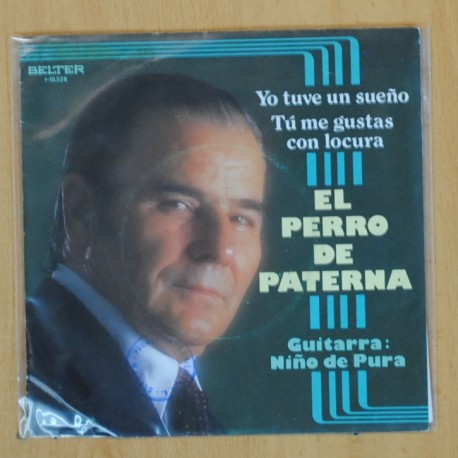 BELTER
1-10.328
Yo tuve un sueño
Tú me gustas
con locura
EL
PERRO
DE
PATERNA
Guitarra:
Niño de Pura